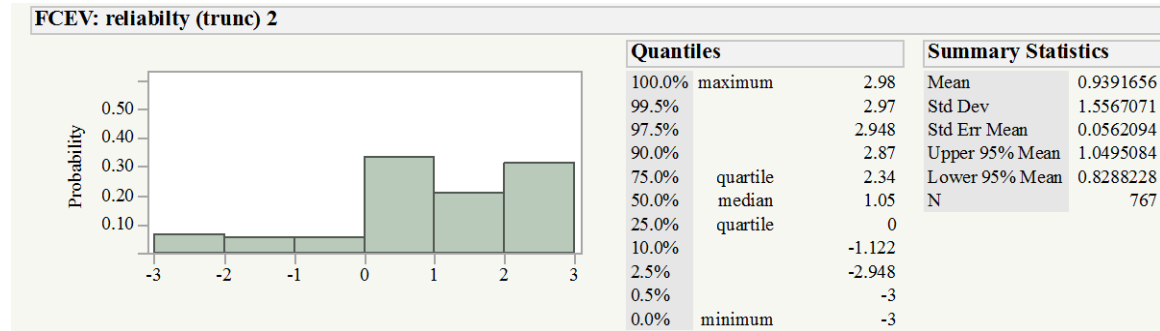 FCEV: reliabilty (trunc) 2
Probability
0.50
0.40
0.30
0.20
0.10
-3 -2 -1 0 1 2 3
Quantiles
100.0% maximum 2.98
99.5% 2.97
97.5% 2.948
90.0% 2.87
75.0% quartile 2.34
50.0% median 1.05
25.0% quartile 0
10.0% -1.122
2.5% -2.948
0.5% -3
0.0% minimum -3
Summary Statistics
Mean 0.9391656
Std Dev 1.5567071
Std Err Mean 0.0562094
Upper 95% Mean 1.0495084
Lower 95% Mean 0.8288228
N 767